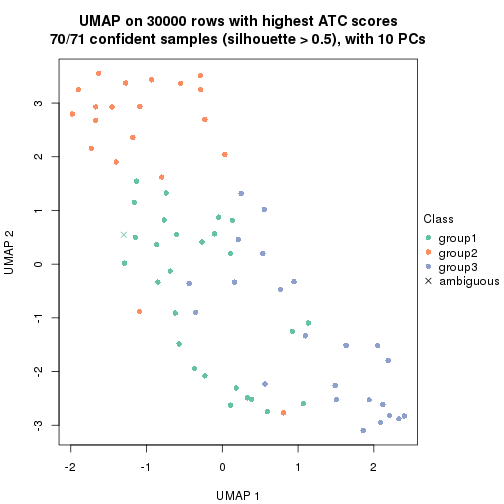 UMAP on 30000 rows with highest ATC scores
70/71 confident samples (silhouette > 0.5), with 10 PCs
3
2
1
0
-1
-2
-3
UMAP 2
-2
-1
0
1
2
UMAP 1
Class
group1
group2
group3
ambiguous